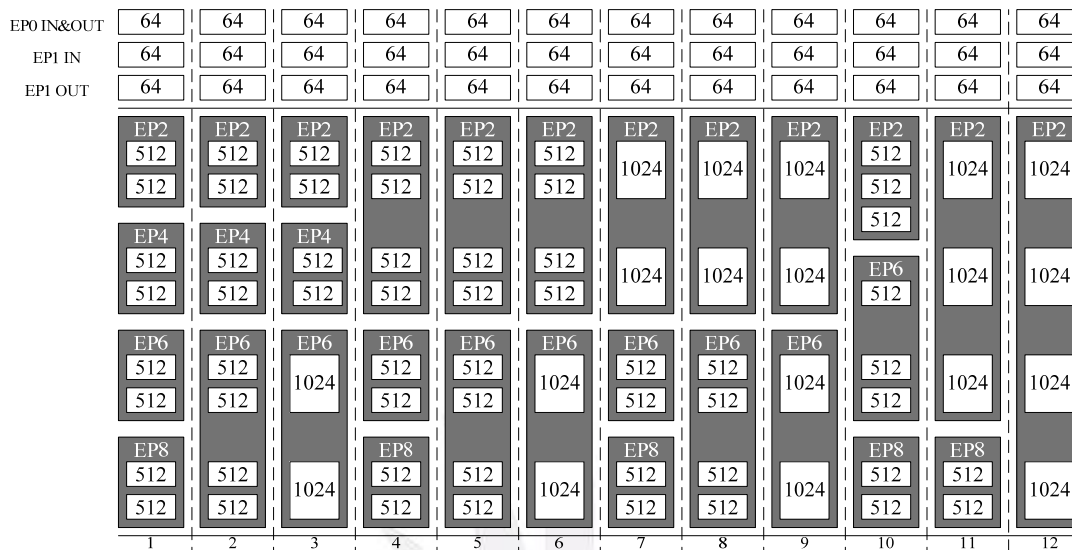 EP0 IN&OUT 64 64 64 64 64 64 64 64 64 64 64 64
EP1 IN 64 64 64 64 64 64 64 64 64 64 64 64
EP1 OUT 64 64 64 64 64 64 64 64 64 64 64 64
EP2 EP2 EP2 EP2 EP2 EP2 EP2 EP2 EP2 EP2 EP2 EP2
512 512 512 512 512 512 1024 1024 1024 512 1024 1024
512 512 512 512 512 512 512
512
EP4 EP4 EP4
512 512 512 512 512 512 1024 1024 1024 EP6 1024 1024
512 512 512 512 512 512 512
EP6 EP6 EP6 EP6 EP6 EP6 EP6 EP6 EP6
512 512 1024 512 512 1024 512 512 1024 512 1024 1024
512 512 512 512 512 512 512
EP8 EP8 EP8 EP8 EP8
512 512 1024 512 512 1024 512 512 1024 512 512 1024
512 512 512 512 512 512 512 512
1 2 3 4 5 6 7 8 9 10 11 12